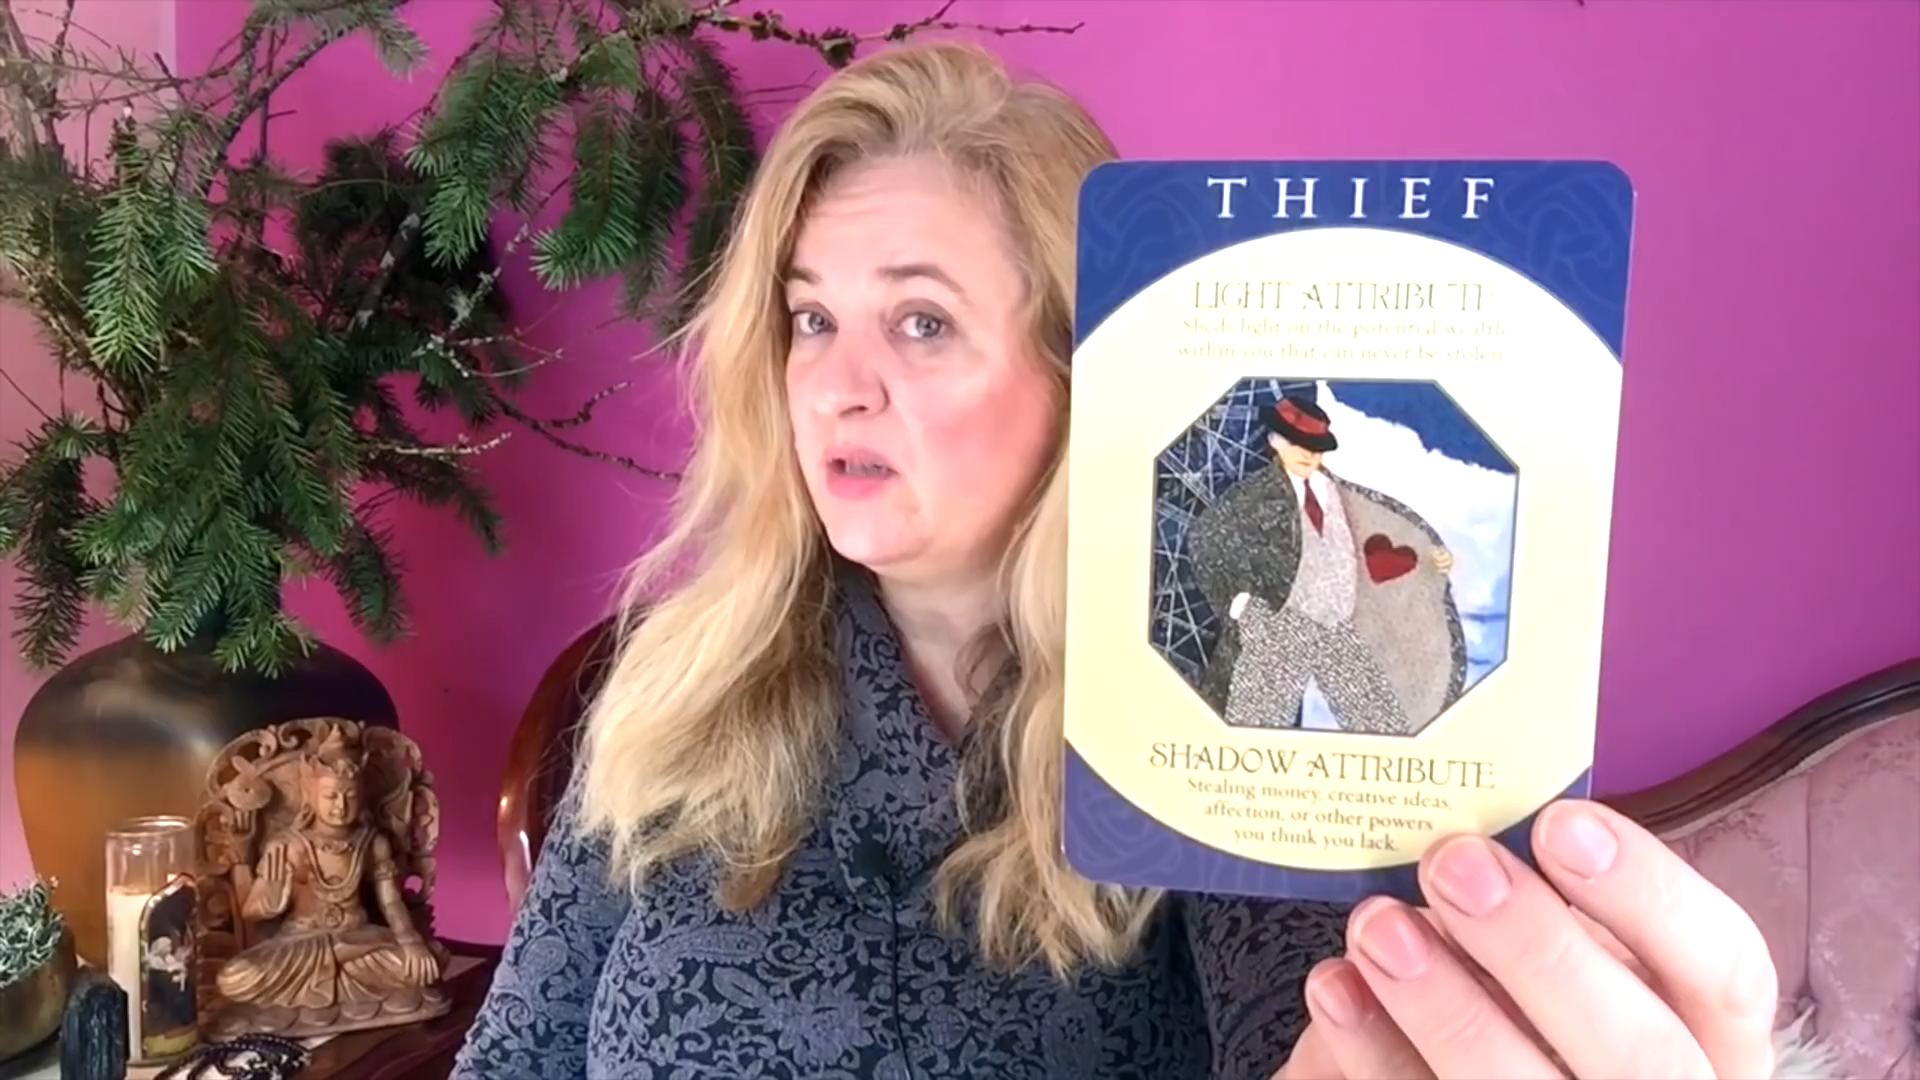 THIEF
LIGHT ATTRIBUTE
Sheds light on the potential wealth
within you that can never be stolen.
SHADOW ATTRIBUTE
Stealing money, creative ideas,
affection, or other powers
you think you lack.